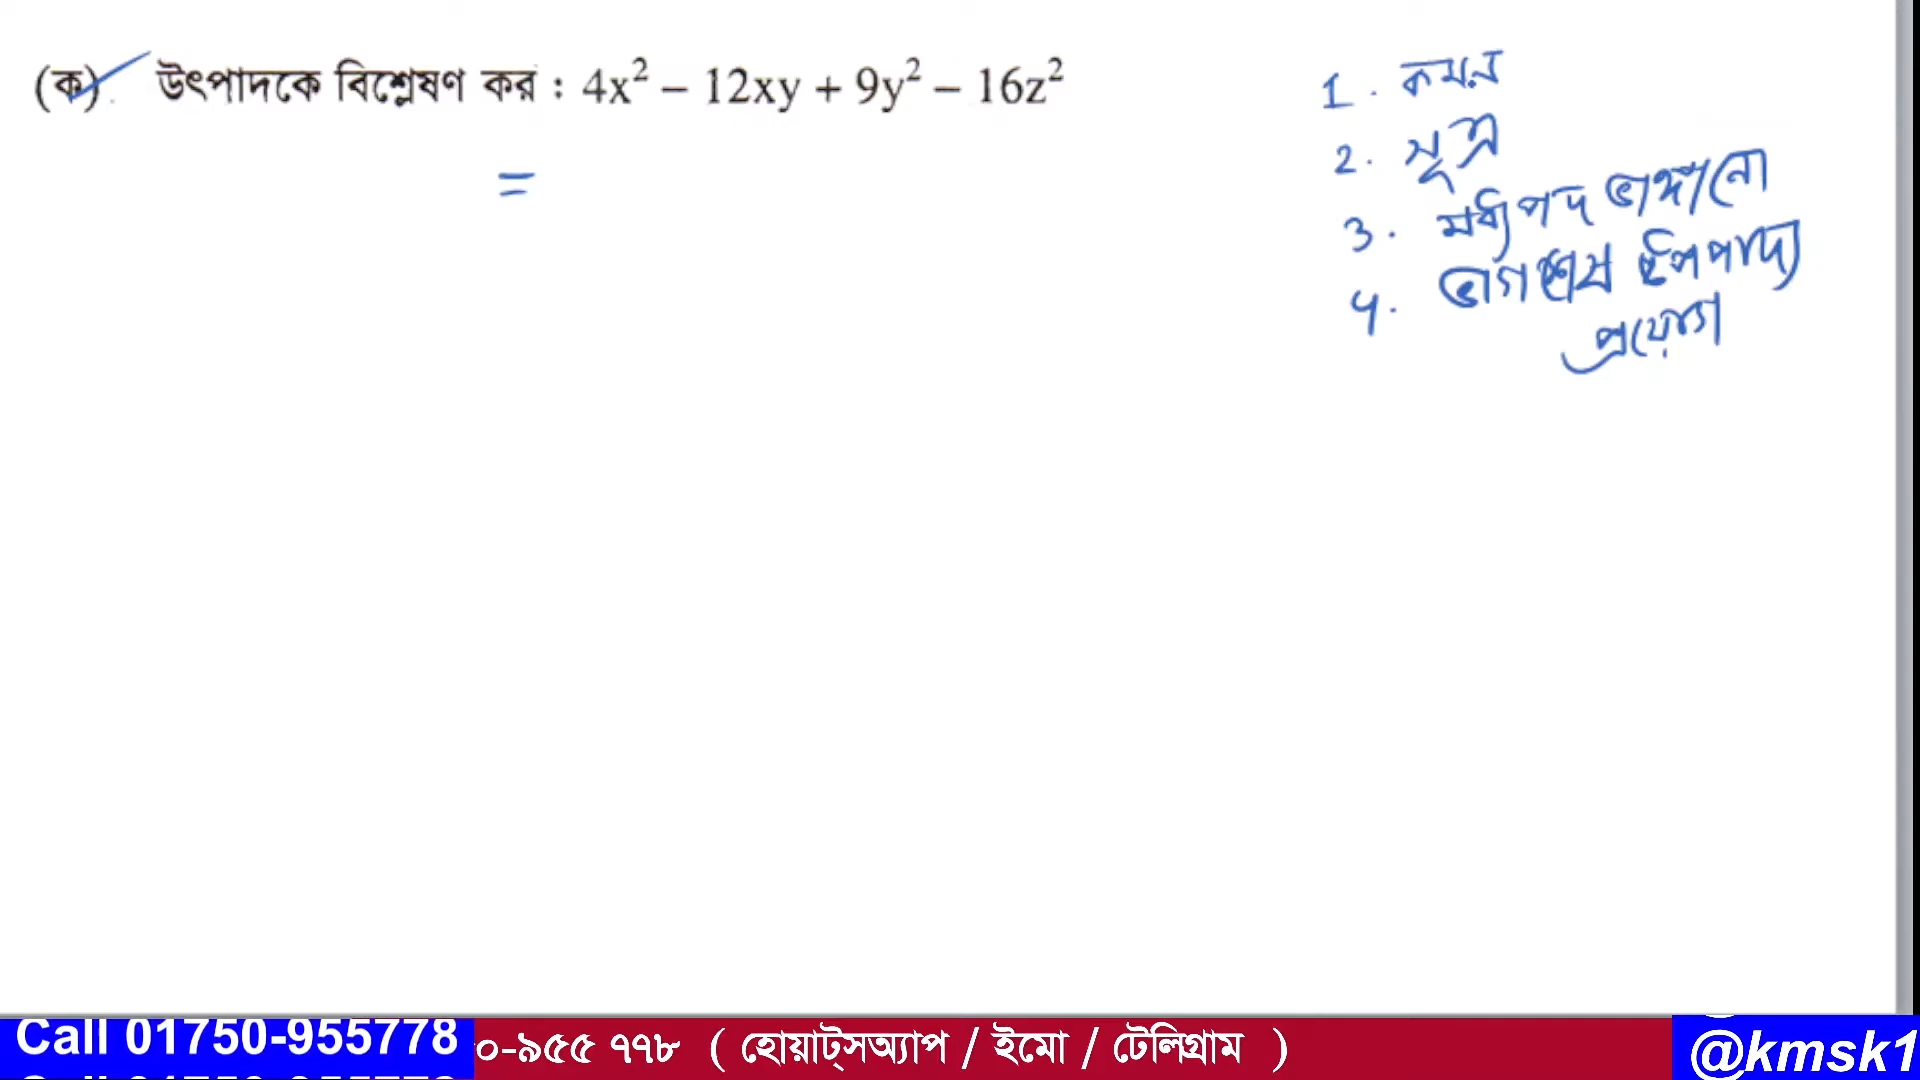 (ক) উৎপাদকে বিশ্লেষণ কর : 4x² – 12xy + 9y² – 16z²
=
1. কমন
2. সূত্র
3. মধ্যপদ ভাঙ্গানো
4. ভাগশেষ উপপাদ্য
প্রয়োগ
Call 01750-955778
০-৯৫৫ ৭৭৮ ( হোয়াট্সঅ্যাপ / ইমো / টেলিগ্রাম )
@kmsk1